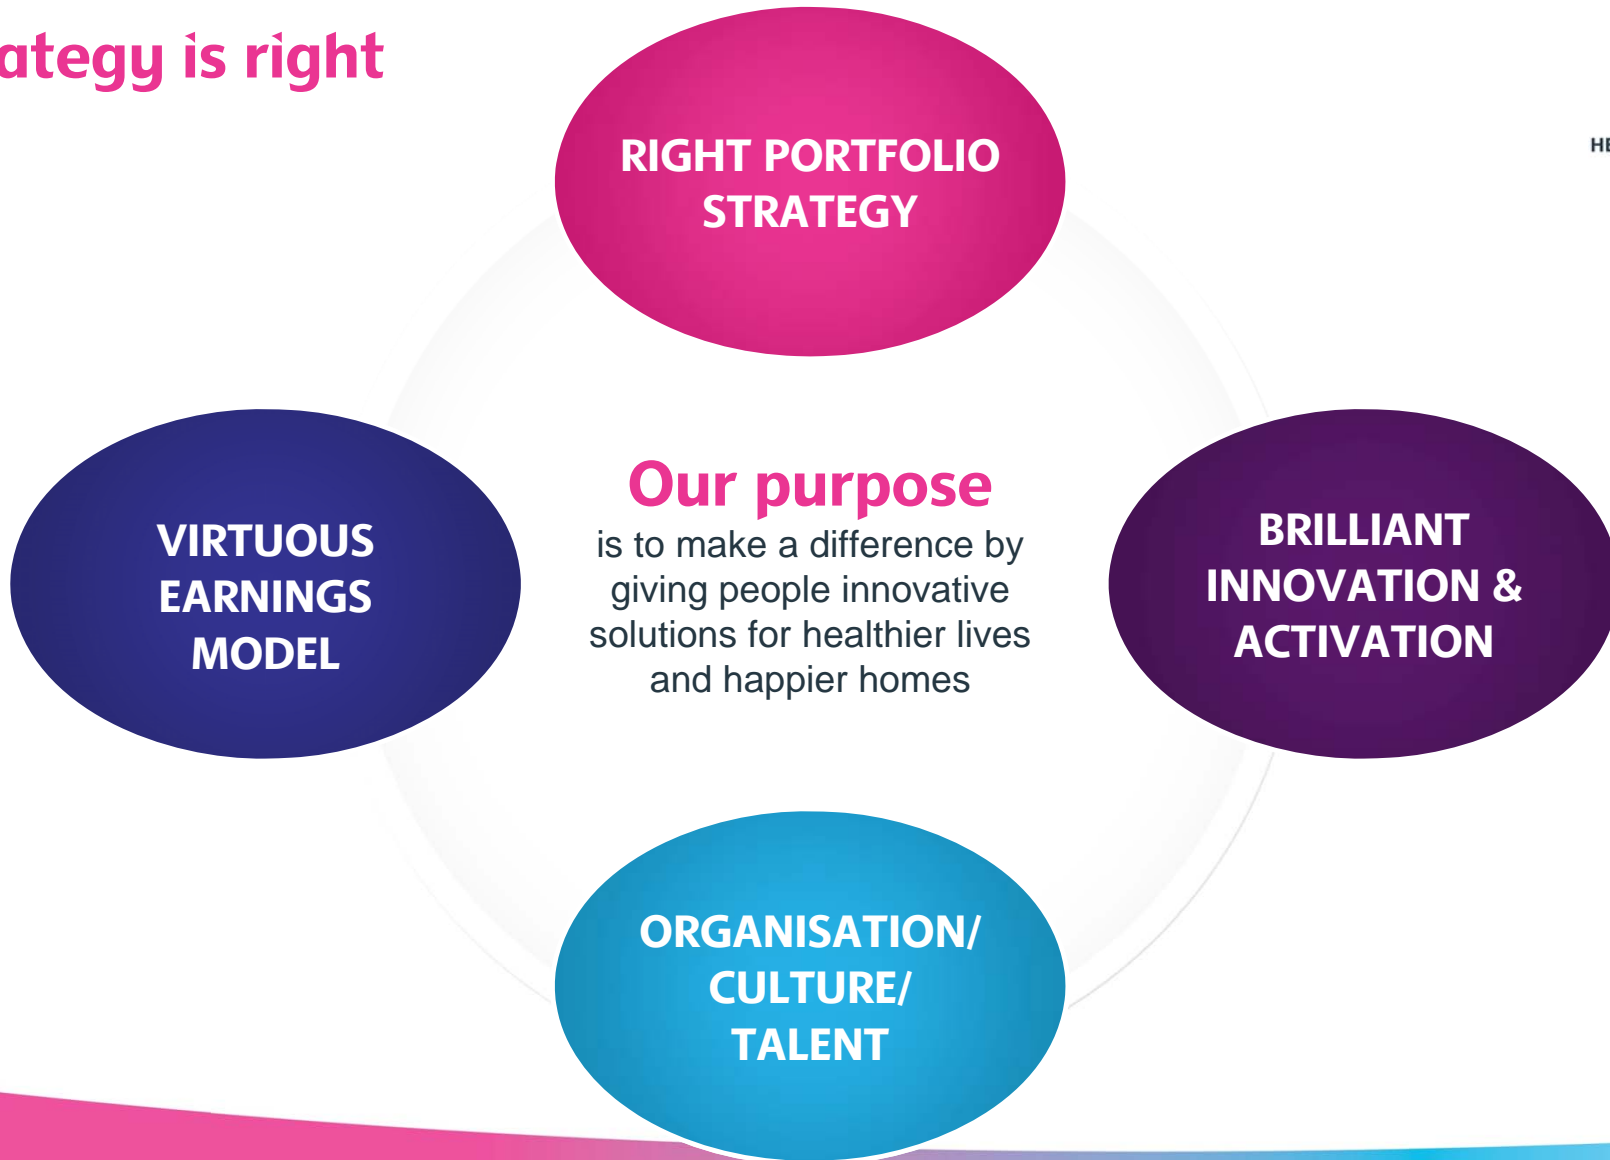 ategy is right
HE
RIGHT PORTFOLIO
STRATEGY
VIRTUOUS
EARNINGS
MODEL
Our purpose
is to make a difference by
giving people innovative
solutions for healthier lives
and happier homes
BRILLIANT
INNOVATION &
ACTIVATION
ORGANISATION/
CULTURE/
TALENT